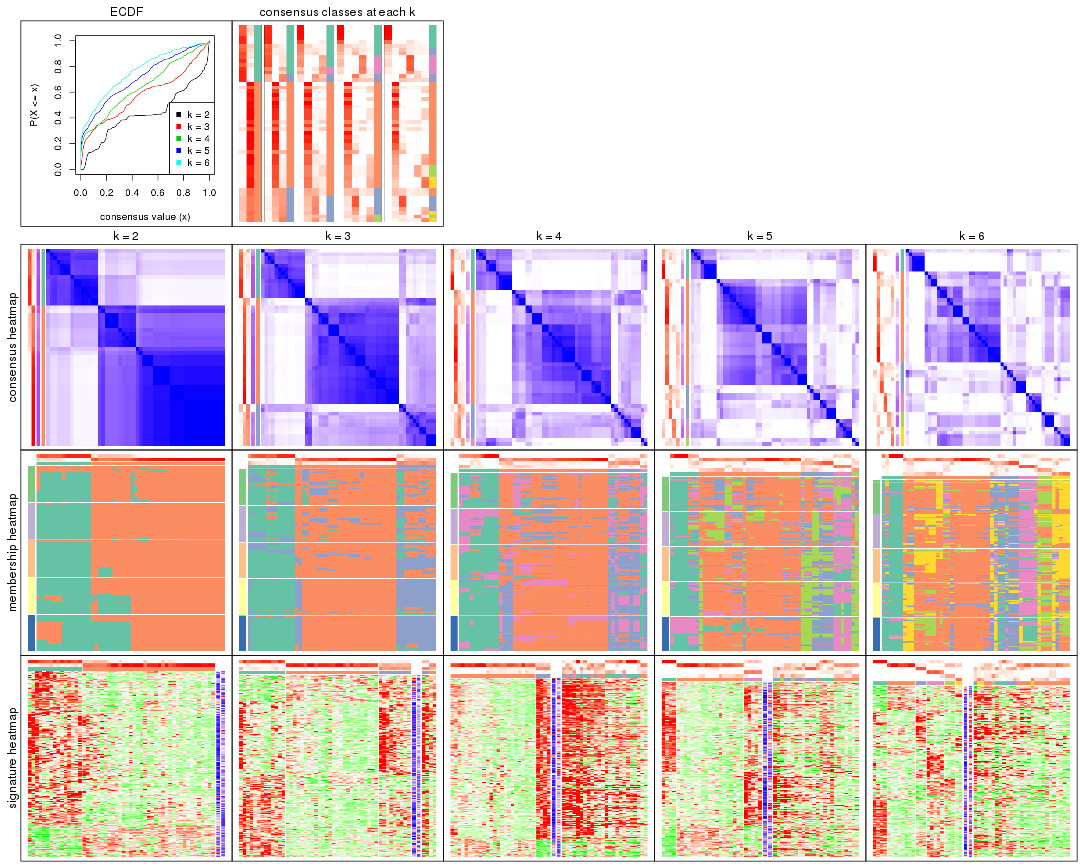 ECDF
consensus classes at each k
P(X <= x)
0.0 0.2 0.4 0.6 0.8 1.0
k = 2
k = 3
k = 4
k = 5
k = 6
0.0 0.2 0.4 0.6 0.8 1.0
consensus value (x)
k = 2 k = 3 k = 4 k = 5 k = 6
consensus heatmap
membership heatmap
signature heatmap